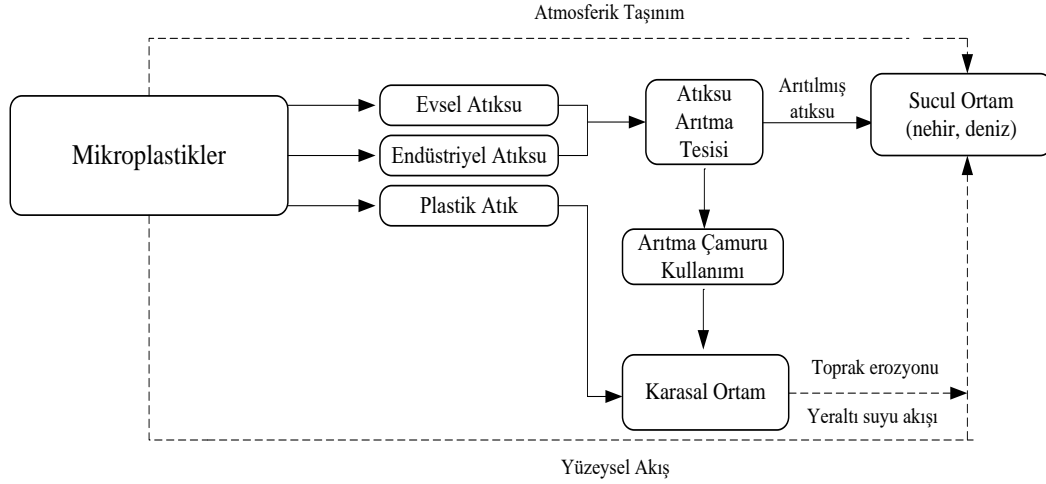 Atmosferik Taşınım
Mikroplastikler
Evsel Atıksu
Endüstriyel Atıksu
Plastik Atık
Atıksu
Arıtma
Tesisi
Arıtılmış
atıksu
Sucul Ortam
(nehir, deniz)
Arıtma Çamuru
Kullanımı
Karasal Ortam
Toprak erozyonu
Yeraltı suyu akışı
Yüzeysel Akış